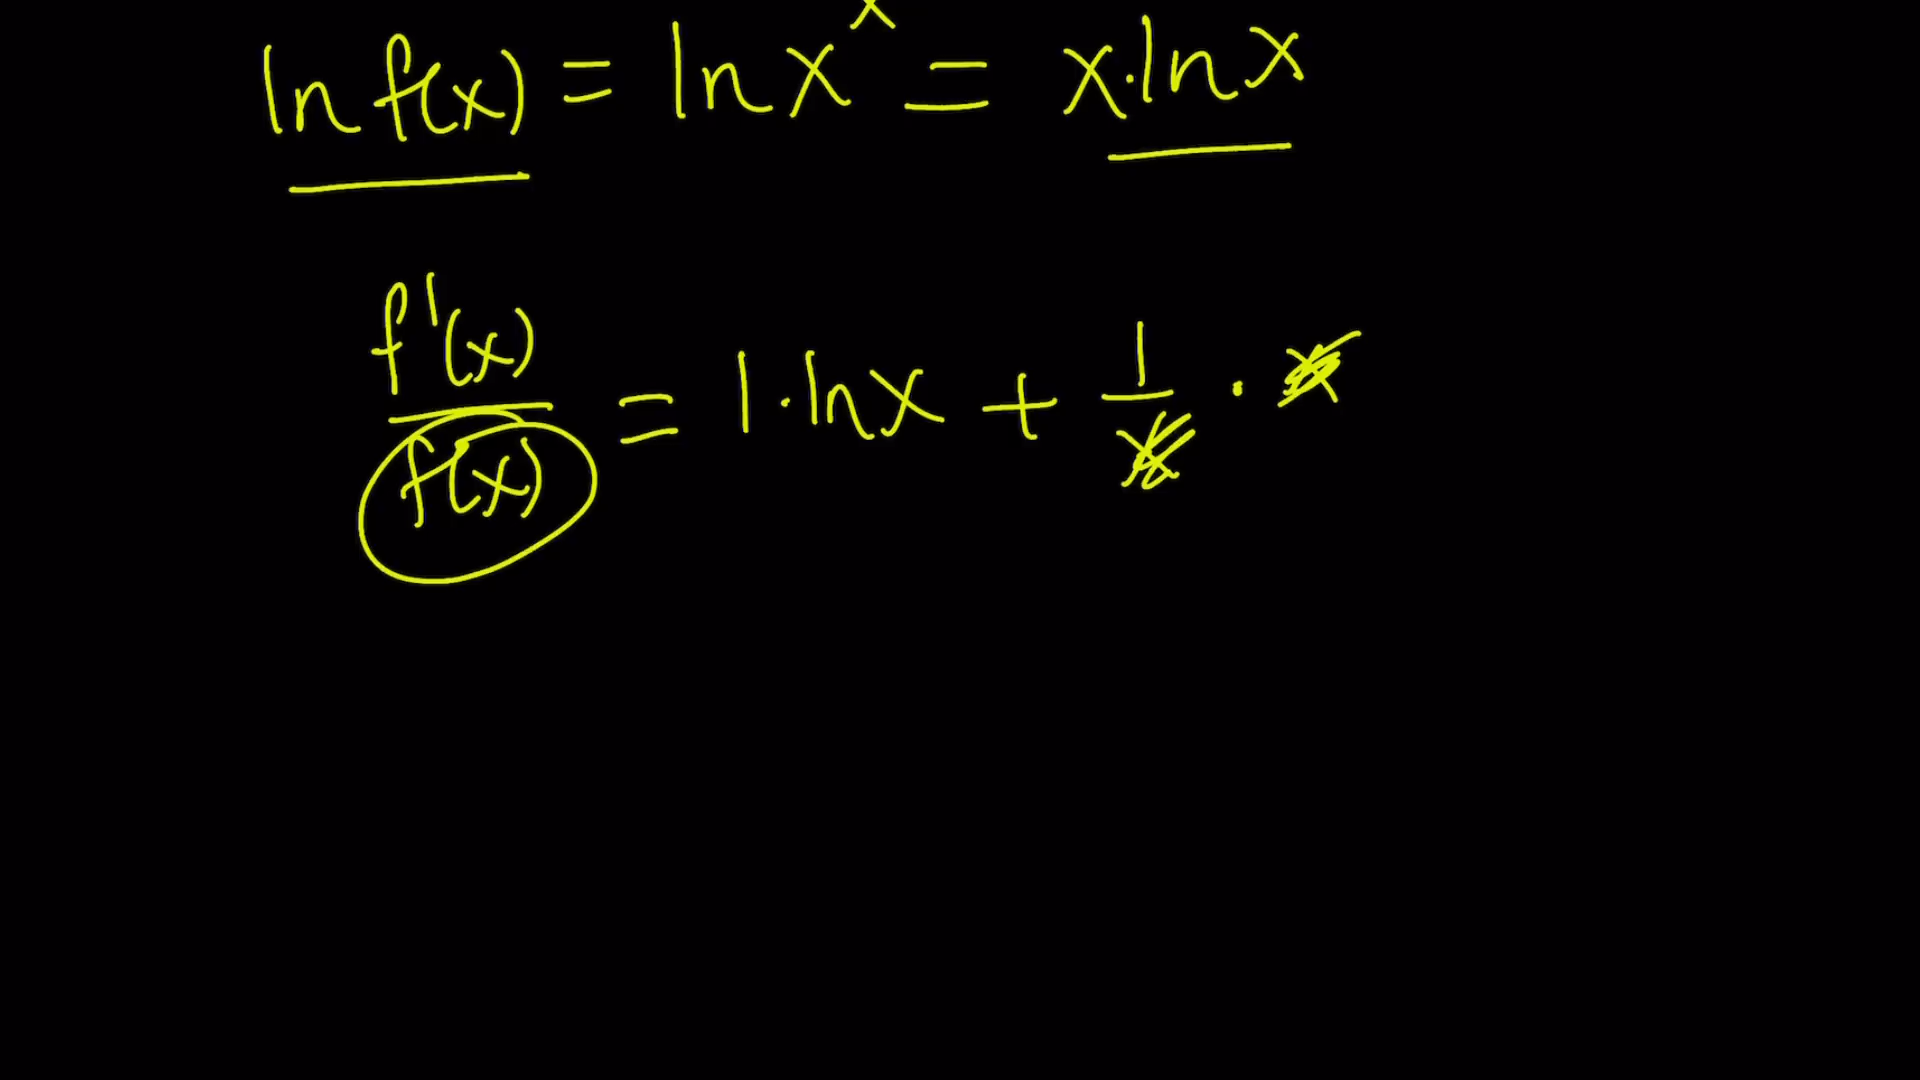 ln f(x) = ln x^x = x·ln x
f'(x)/f(x) = 1·ln x + 1/x · x